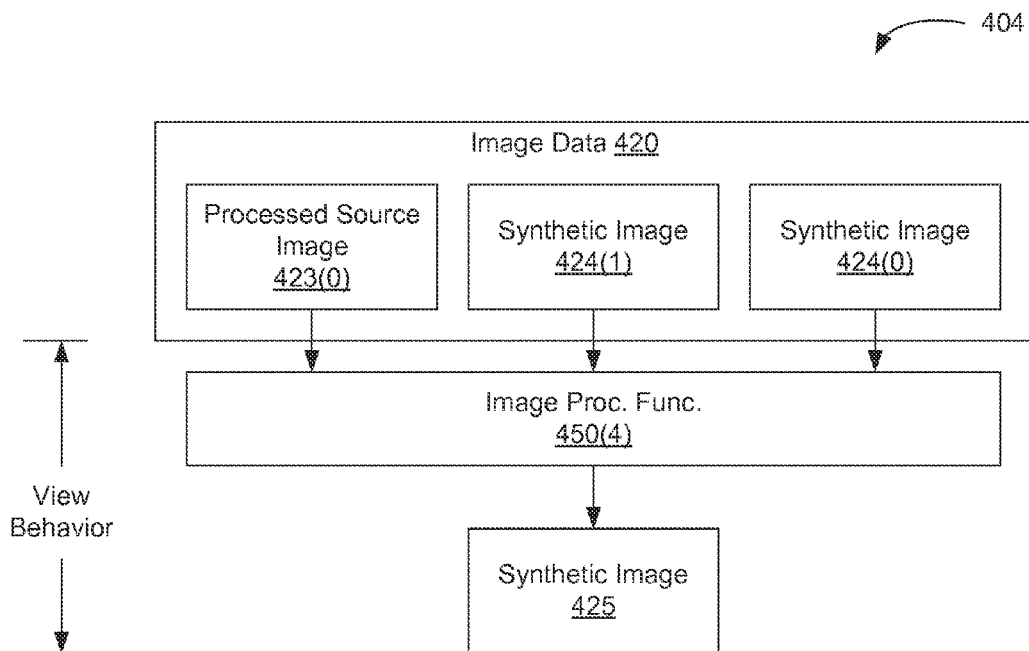 404
Image Data 420
Processed Source
Image
423(0)
Synthetic Image
424(1)
Synthetic Image
424(0)
Image Proc. Func.
450(4)
View
Behavior
Synthetic Image
425